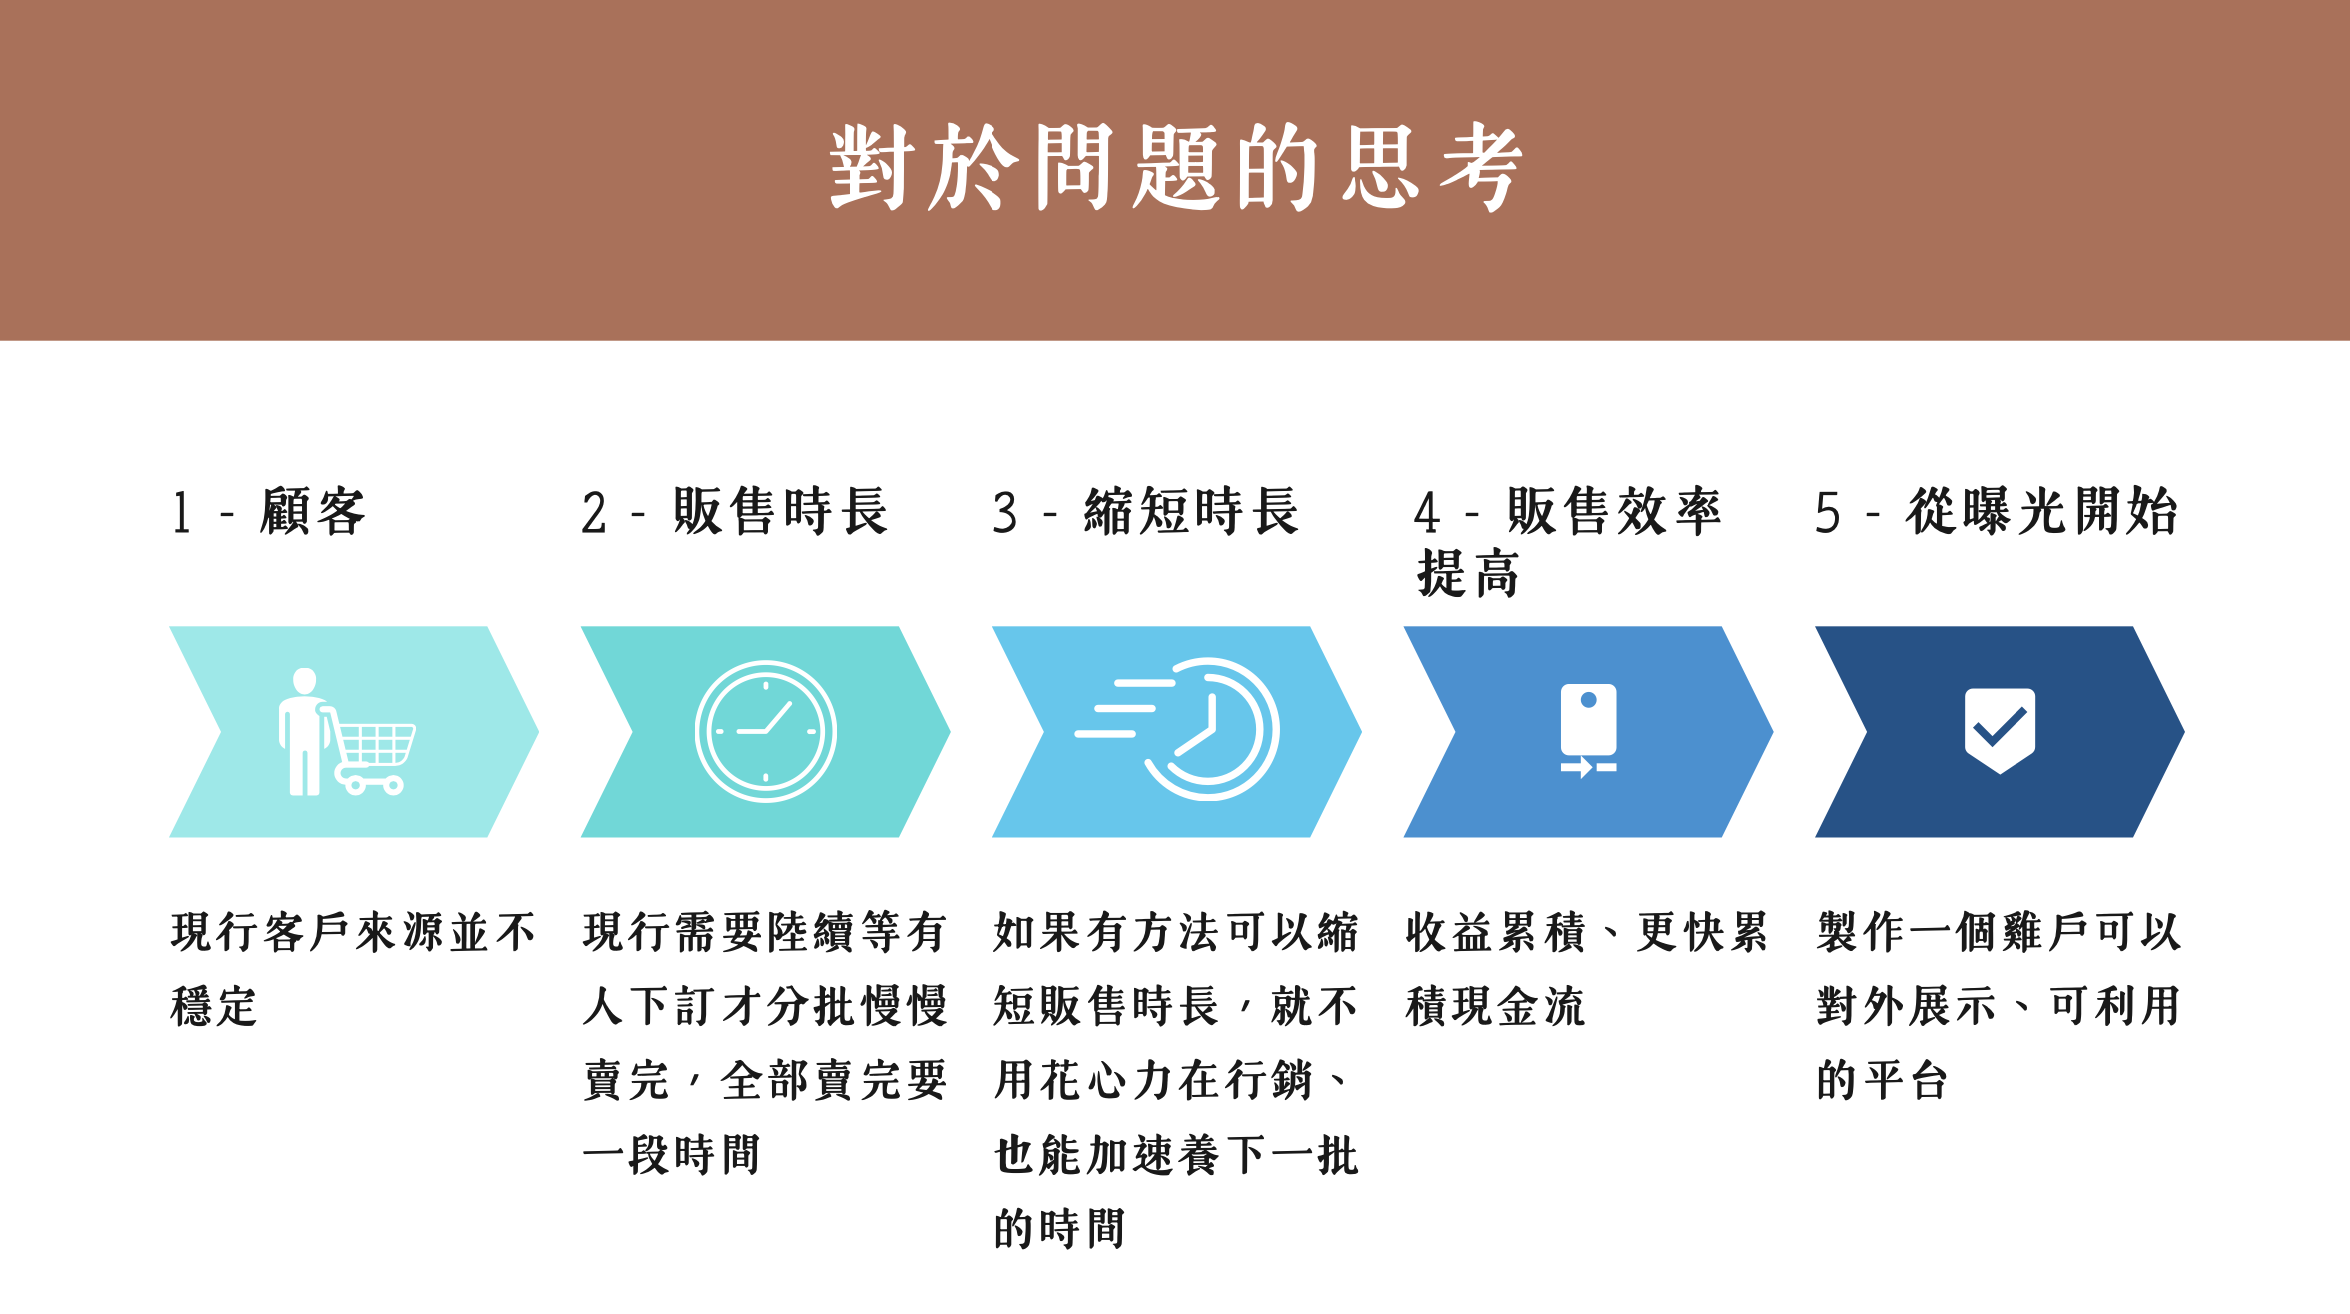 對於問題的思考
1 - 顧客
2 - 販售時長
3 - 縮短時長
4 - 販售效率
提高
5 - 從曝光開始
現行客戶來源並不
穩定
現行需要陸續等有
人下訂才分批慢慢
賣完，全部賣完要
一段時間
如果有方法可以縮
短販售時長，就不
用花心力在行銷、
也能加速養下一批
的時間
收益累積、更快累
積現金流
製作一個雞戶可以
對外展示、可利用
的平台